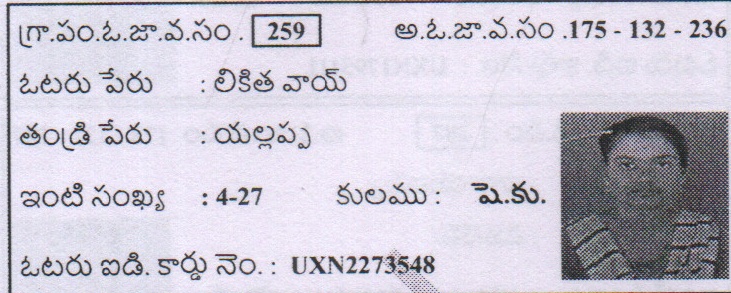 గ్రా.పం.ఓ.జా.వ.సం. 259 అ.ఓ.జా.వ.సం .175 - 132 - 236
ఓటరు పేరు : లికిత వాయ్
తండ్రి పేరు : యల్లప్ప
ఇంటి సంఖ్య : 4-27 కులము : షె.కు.
ఓటరు ఐడి. కార్డు నెం. : UXN2273548